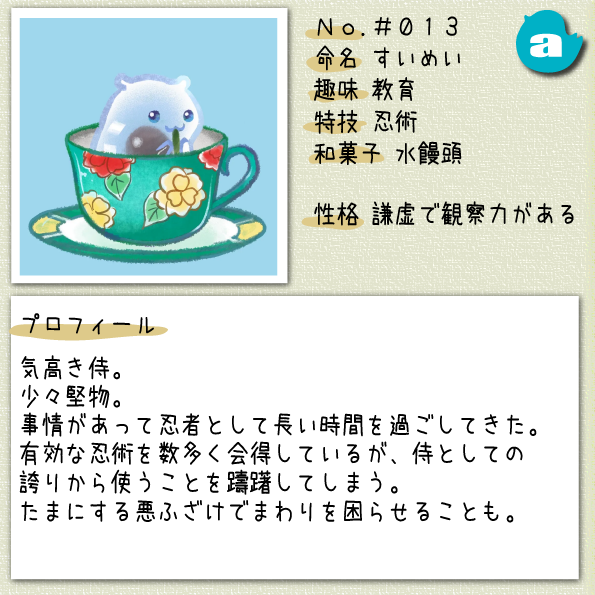 No.#013
a
命名 すいめい
趣味 教育
特技 忍術
和菓子 水饅頭
性格 謙虚で観察力がある
プロフィール
気高き侍。
少々堅物。
事情があって忍者として長い時間を過ごしてきた。
有効な忍術を数多く会得しているが、侍としての
誇りから使うことを躊躇してしまう。
たまにする悪ふざけでまわりを困らせることも。